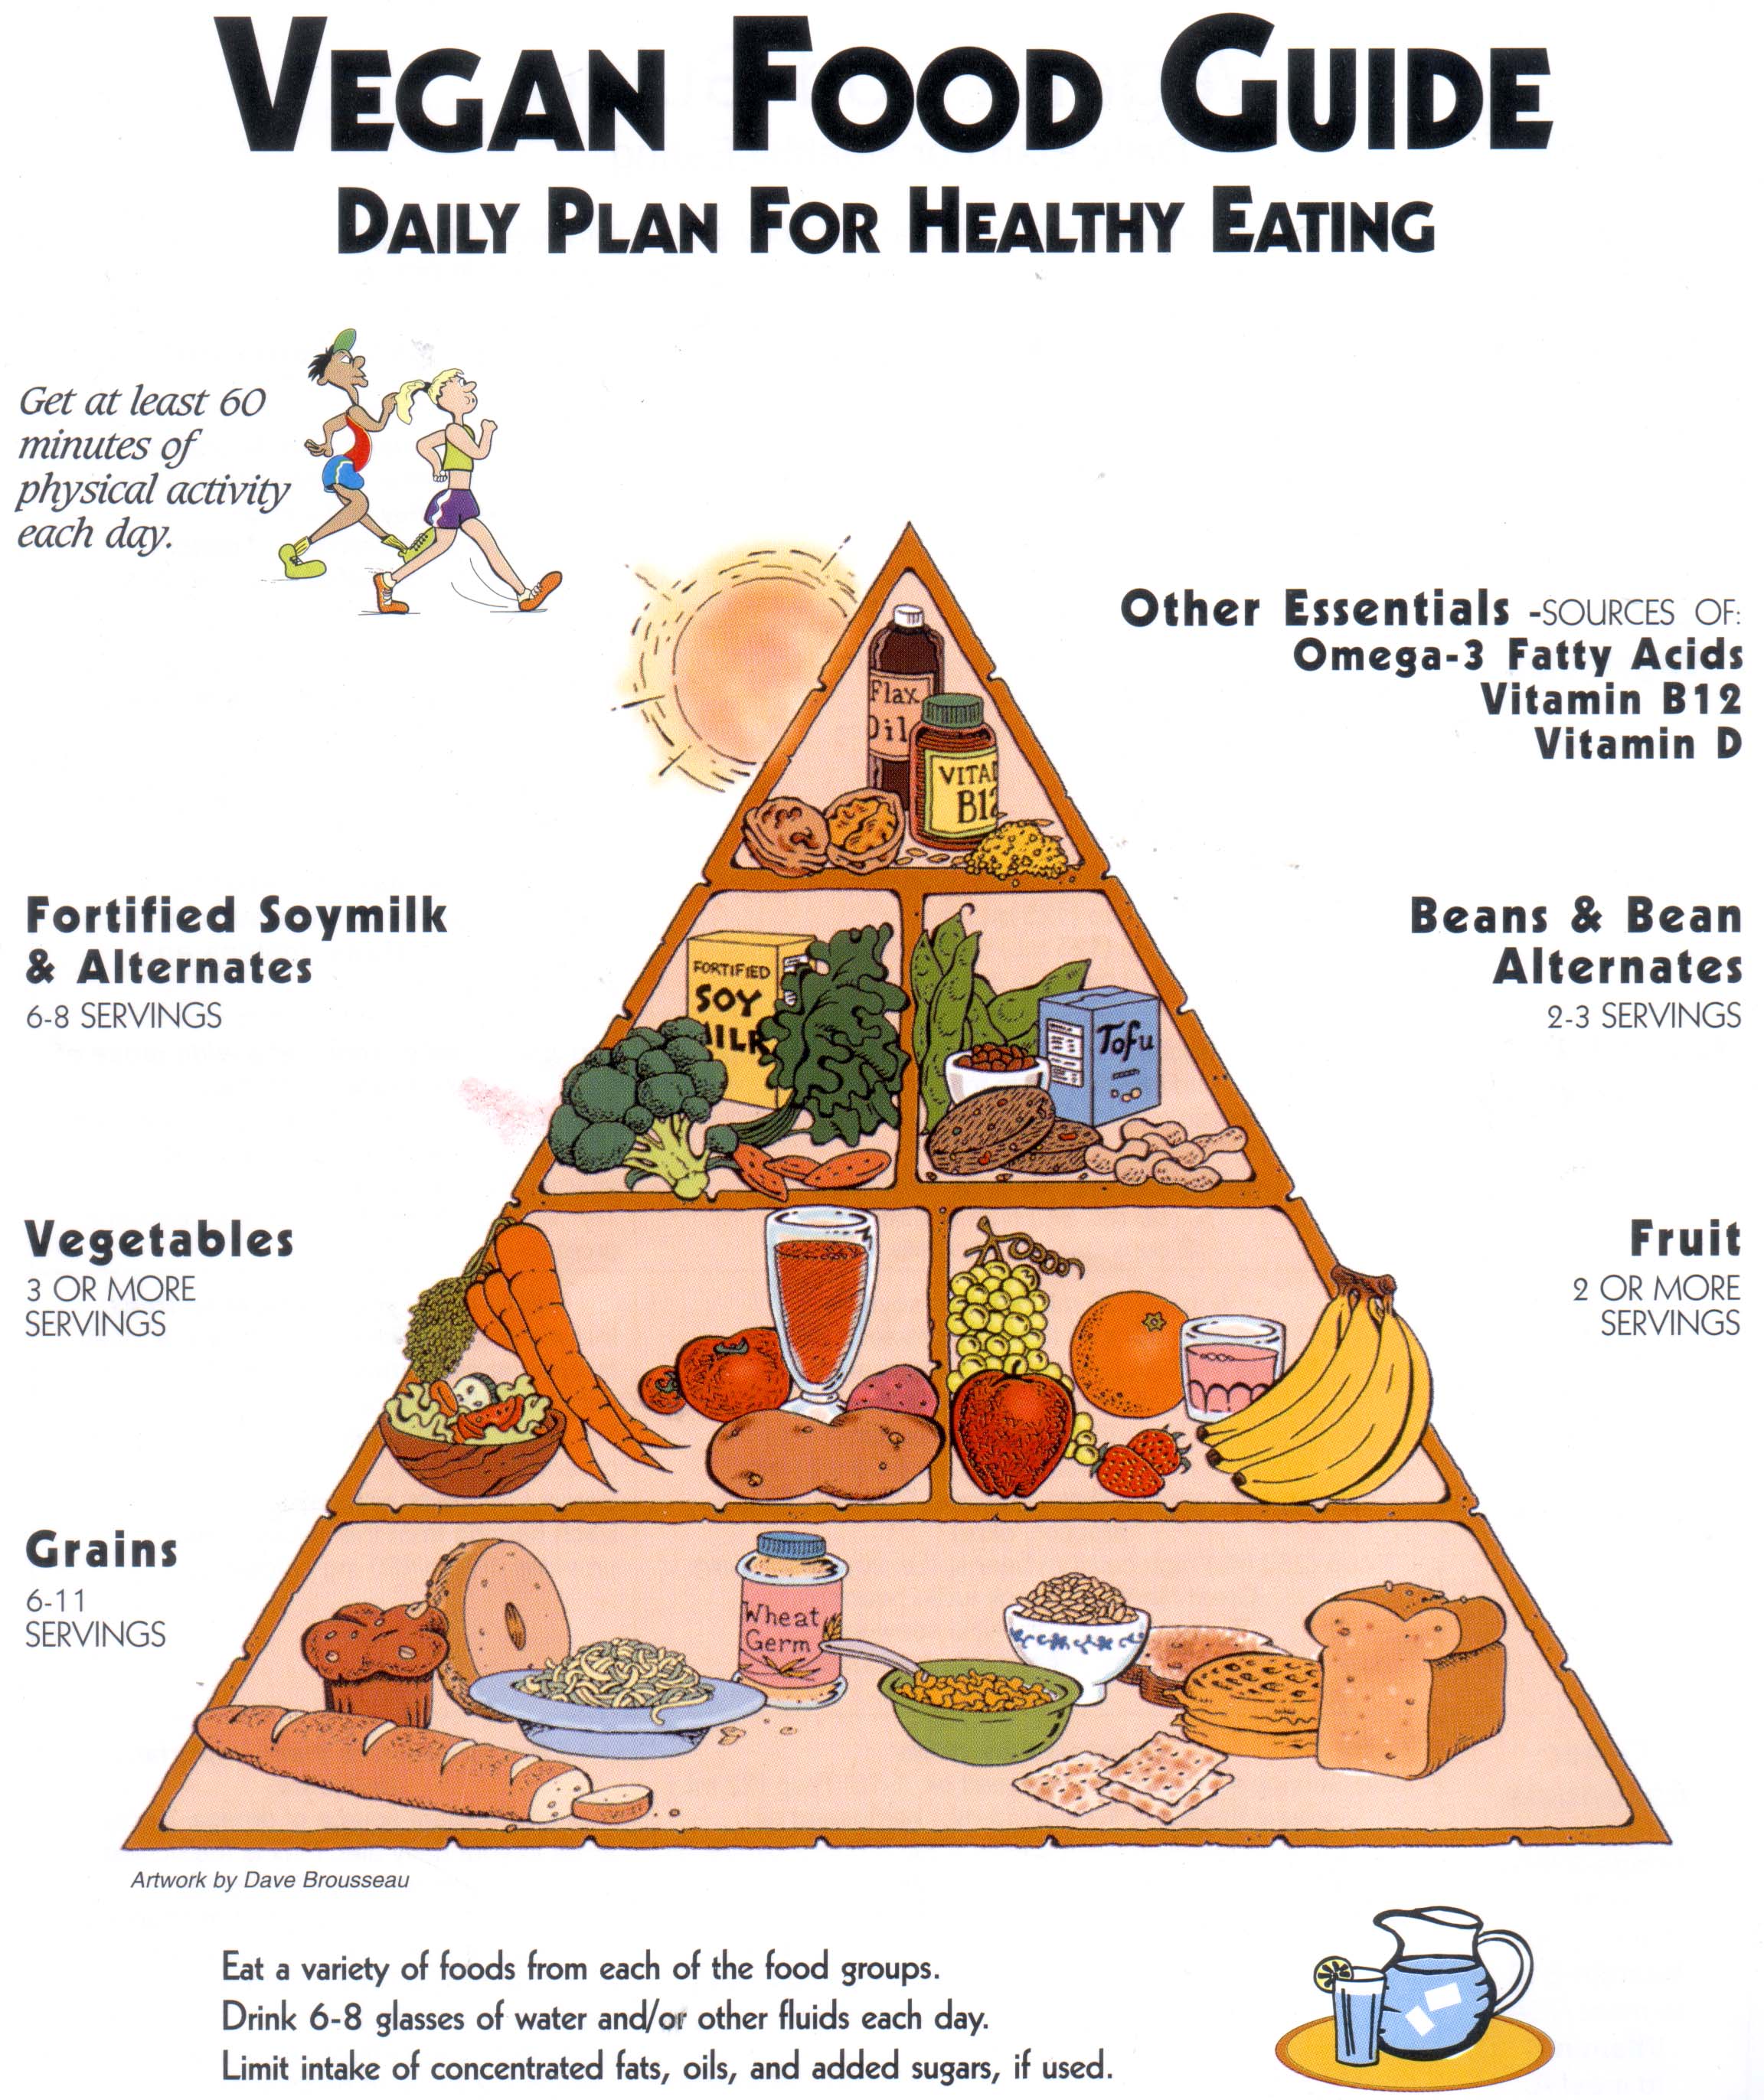 VEGAN FOOD GUIDE
DAILY PLAN FOR HEALTHY EATING
Get at least 60
minutes of
physical activity
each day.
Other Essentials -SOURCES OF:
Omega-3 Fatty Acids
Vitamin B12
Vitamin D
Flax
Oil
VITA
B12
Fortified Soymilk
& Alternates
6-8 SERVINGS
FORTIFIED
SOY
MILK
Beans & Bean
Alternates
2-3 SERVINGS
Tofu
Vegetables
3 OR MORE
SERVINGS
Fruit
2 OR MORE
SERVINGS
Grains
6-11
SERVINGS
Wheat
Germ
Artwork by Dave Brousseau
Eat a variety of foods from each of the food groups.
Drink 6-8 glasses of water and/or other fluids each day.
Limit intake of concentrated fats, oils, and added sugars, if used.